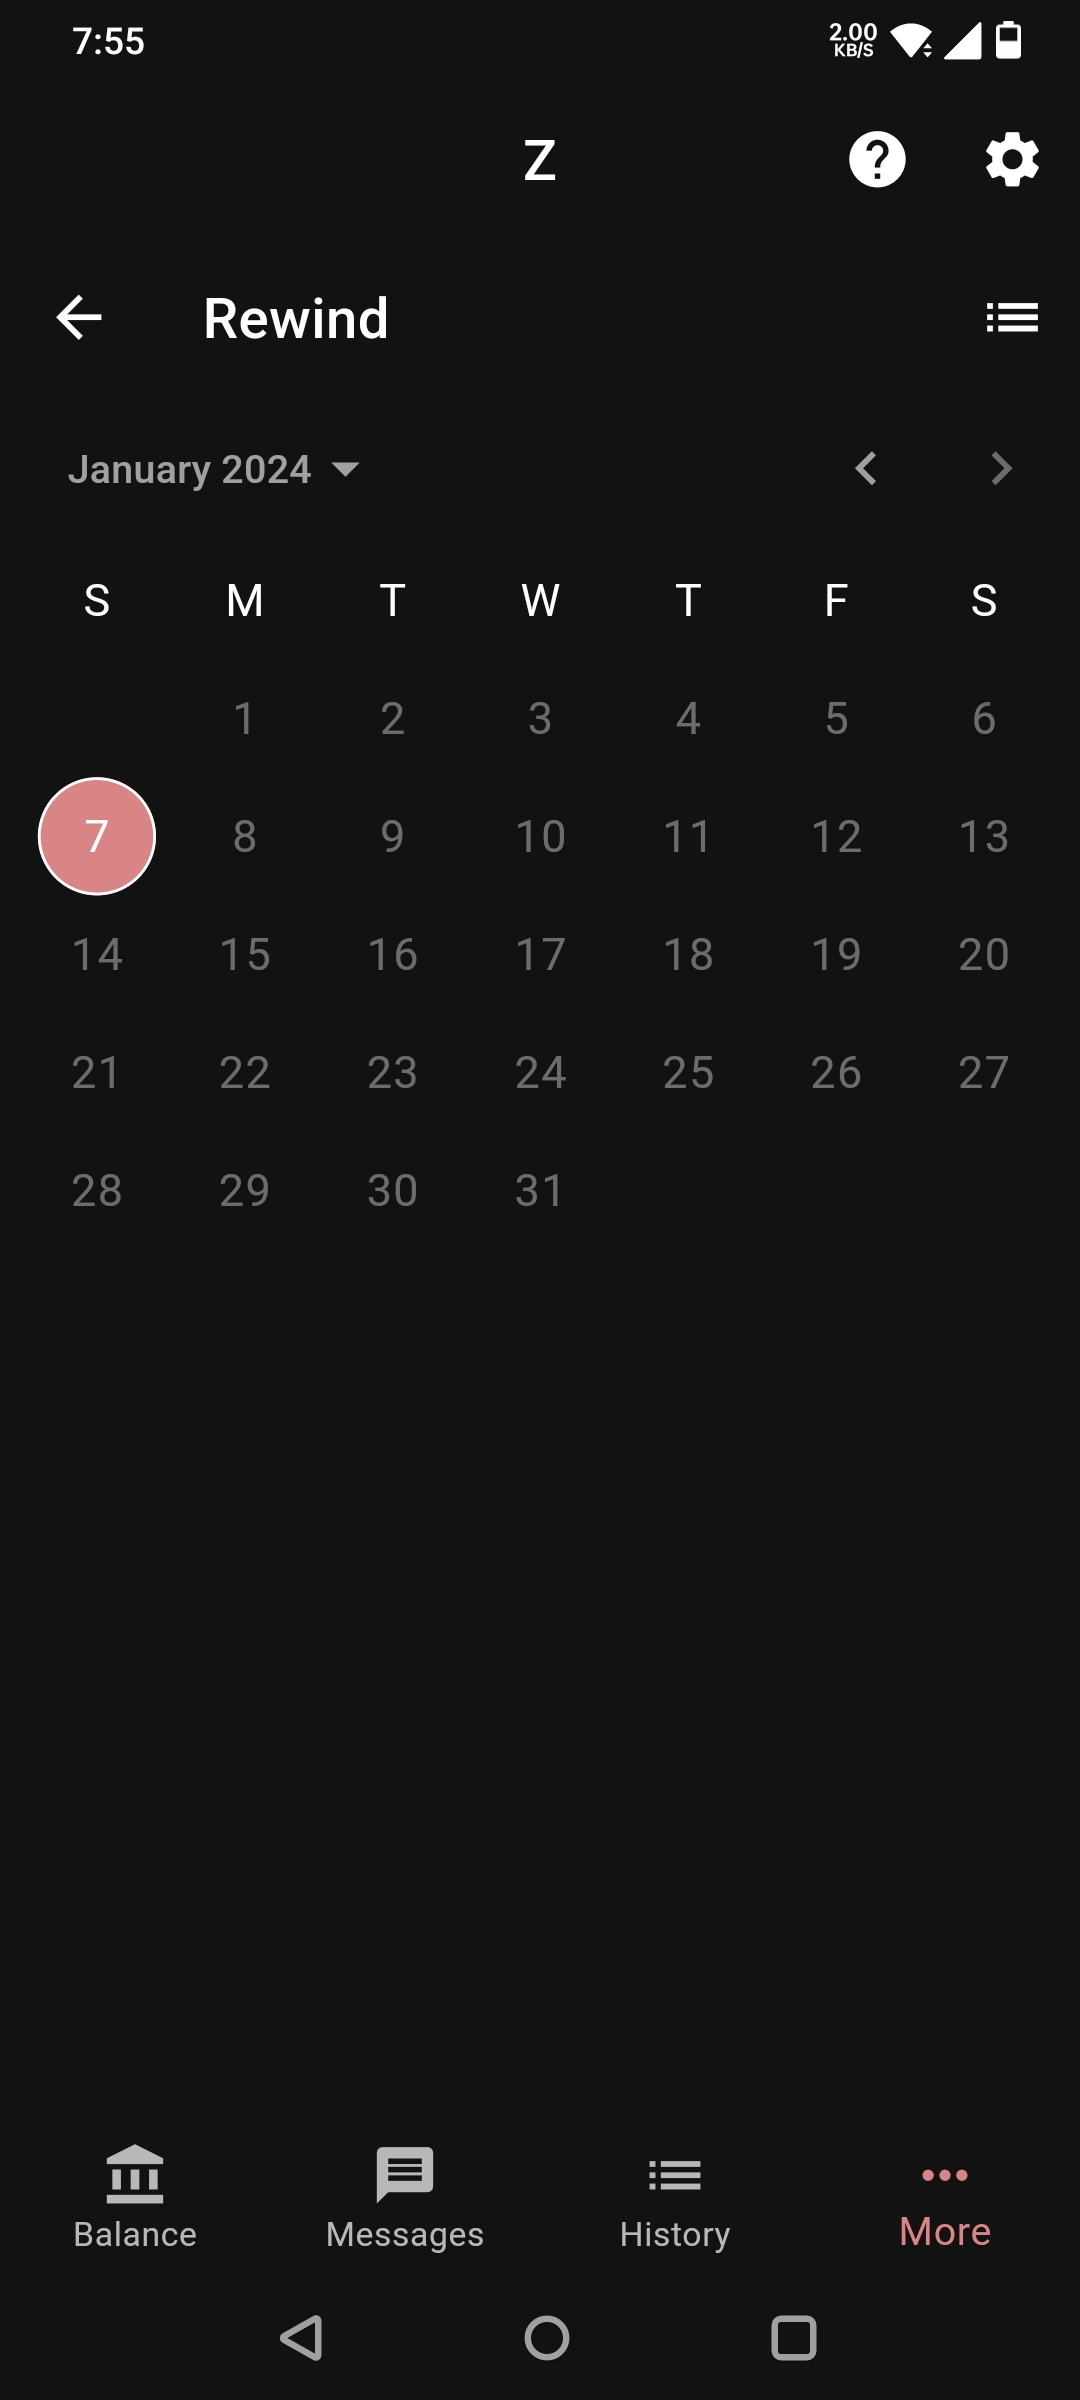 7:55 2.00 KB/S
Z
Rewind
January 2024
S M T W T F S
1 2 3 4 5 6
7 8 9 10 11 12 13
14 15 16 17 18 19 20
21 22 23 24 25 26 27
28 29 30 31
Balance Messages History More